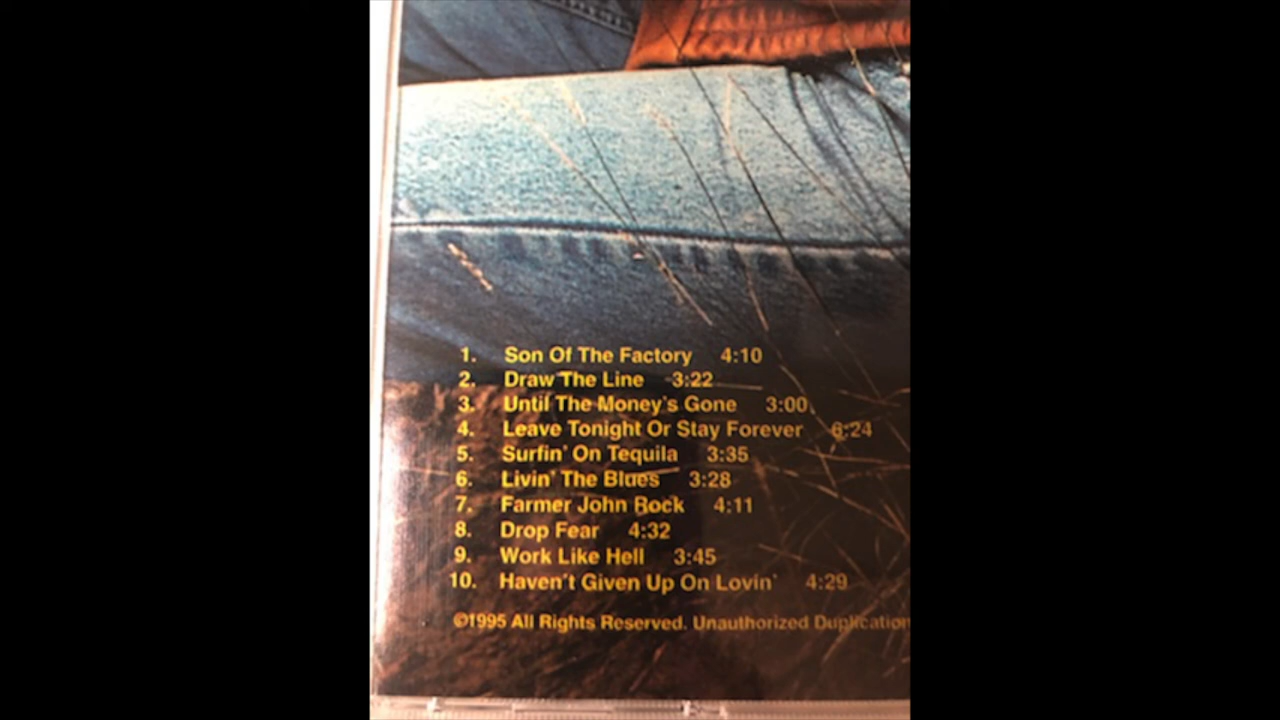 1. Son Of The Factory 4:10
2. Draw The Line 3:22
3. Until The Money's Gone 3:00
4. Leave Tonight Or Stay Forever 6:24
5. Surfin' On Tequila 3:35
6. Livin' The Blues 3:28
7. Farmer John Rock 4:11
8. Drop Fear 4:32
9. Work Like Hell 3:45
10. Haven't Given Up On Lovin' 4:29
©1995 All Rights Reserved. Unauthorized Duplication